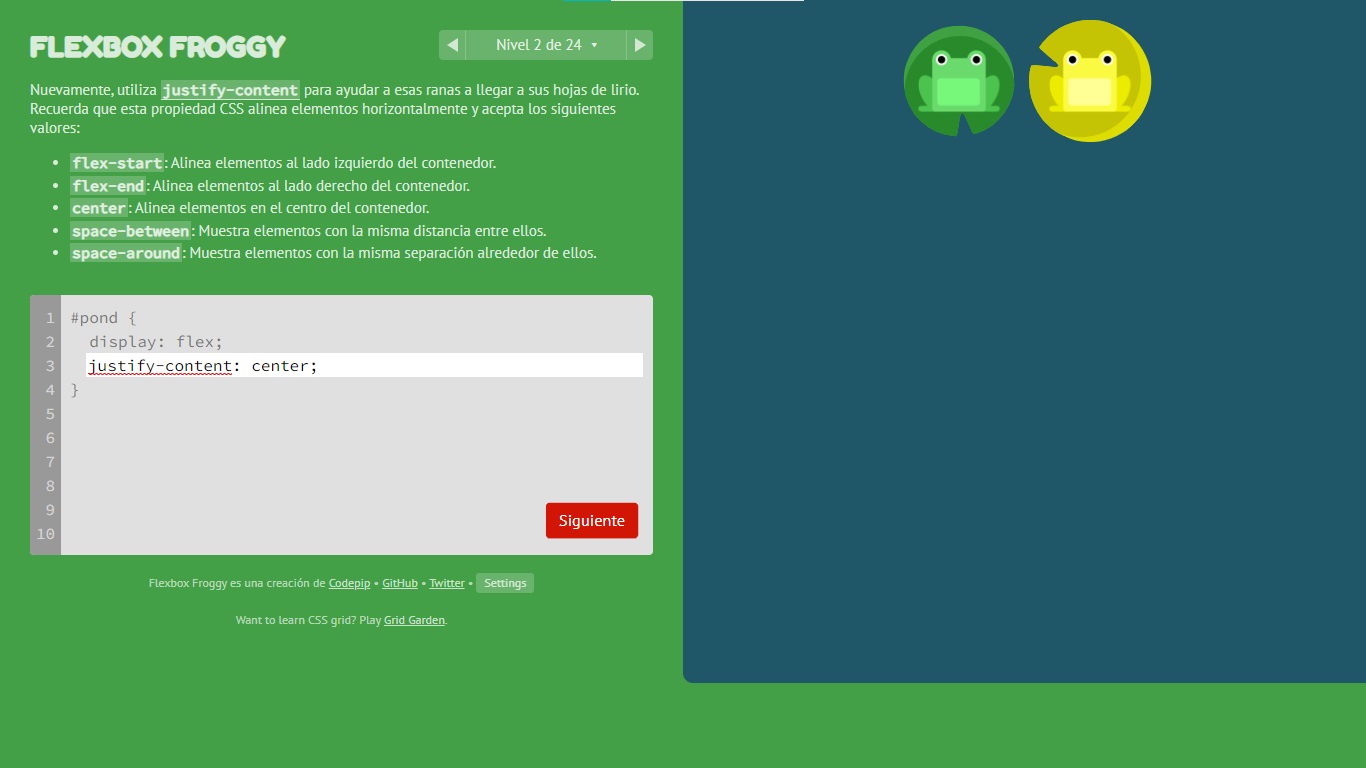 FLEXBOX FROGGY
Nivel 2 de 24
Nuevamente, utiliza justify-content para ayudar a esas ranas a llegar a sus hojas de lirio.
Recuerda que esta propiedad CSS alinea elementos horizontalmente y acepta los siguientes
valores:
• flex-start: Alinea elementos al lado izquierdo del contenedor.
• flex-end: Alinea elementos al lado derecho del contenedor.
• center: Alinea elementos en el centro del contenedor.
• space-between: Muestra elementos con la misma distancia entre ellos.
• space-around: Muestra elementos con la misma separación alrededor de ellos.
1 #pond {
2 display: flex;
3 justify-content: center;
4 }
5
6
7
8
9
10
Siguiente
Flexbox Froggy es una creación de Codepip • GitHub • Twitter • Settings
Want to learn CSS grid? Play Grid Garden.